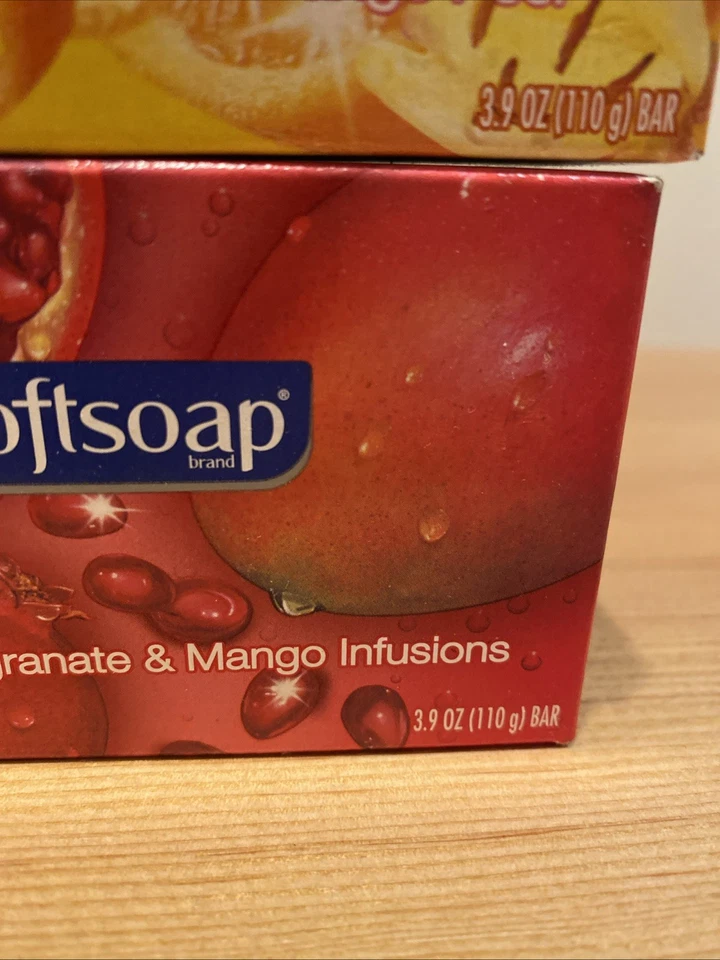 3.9 OZ (110 g) BAR
oftsoap®
brand
granate & Mango Infusions
3.9 OZ (110 g) BAR